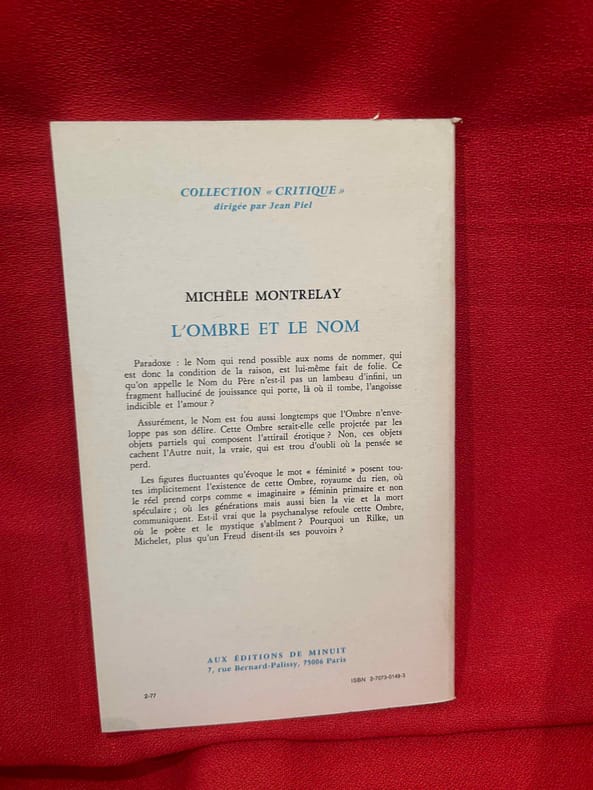 COLLECTION « CRITIQUE »
dirigée par Jean Piel
MICHÈLE MONTRELAY
L'OMBRE ET LE NOM
Paradoxe : le Nom qui rend possible aux noms de nommer, qui
est donc la condition de la raison, est lui-même fait de folie. Ce
qu'on appelle le Nom du Père n'est-il pas un lambeau d'infini, un
fragment halluciné de jouissance qui porte, là où il tombe, l'angoisse
indicible et l'amour ?
Assurément, le Nom est fou aussi longtemps que l'Ombre n'enve-
loppe pas son délire. Cette Ombre serait-elle celle projetée par les
objets partiels qui composent l'attirail érotique ? Non, ces objets
cachent l'Autre nuit, la vraie, qui est trou d'oubli où la pensée se
perd.
Les figures fluctuantes qu'évoque le mot « féminité » posent tou-
tes implicitement l'existence de cette Ombre, royaume du rien, où
le réel prend corps comme « imaginaire » féminin primaire et non
spéculaire ; où les générations mais aussi bien la vie et la mort
communiquent. Est-il vrai que la psychanalyse refoule cette Ombre,
où le poète et le mystique s'abîment ? Pourquoi un Rilke, un
Michelet, plus qu'un Freud disent-ils ses pouvoirs ?
AUX ÉDITIONS DE MINUIT
7, rue Bernard-Palissy, 75006 Paris
2-77
ISBN 2-7073-0149-3